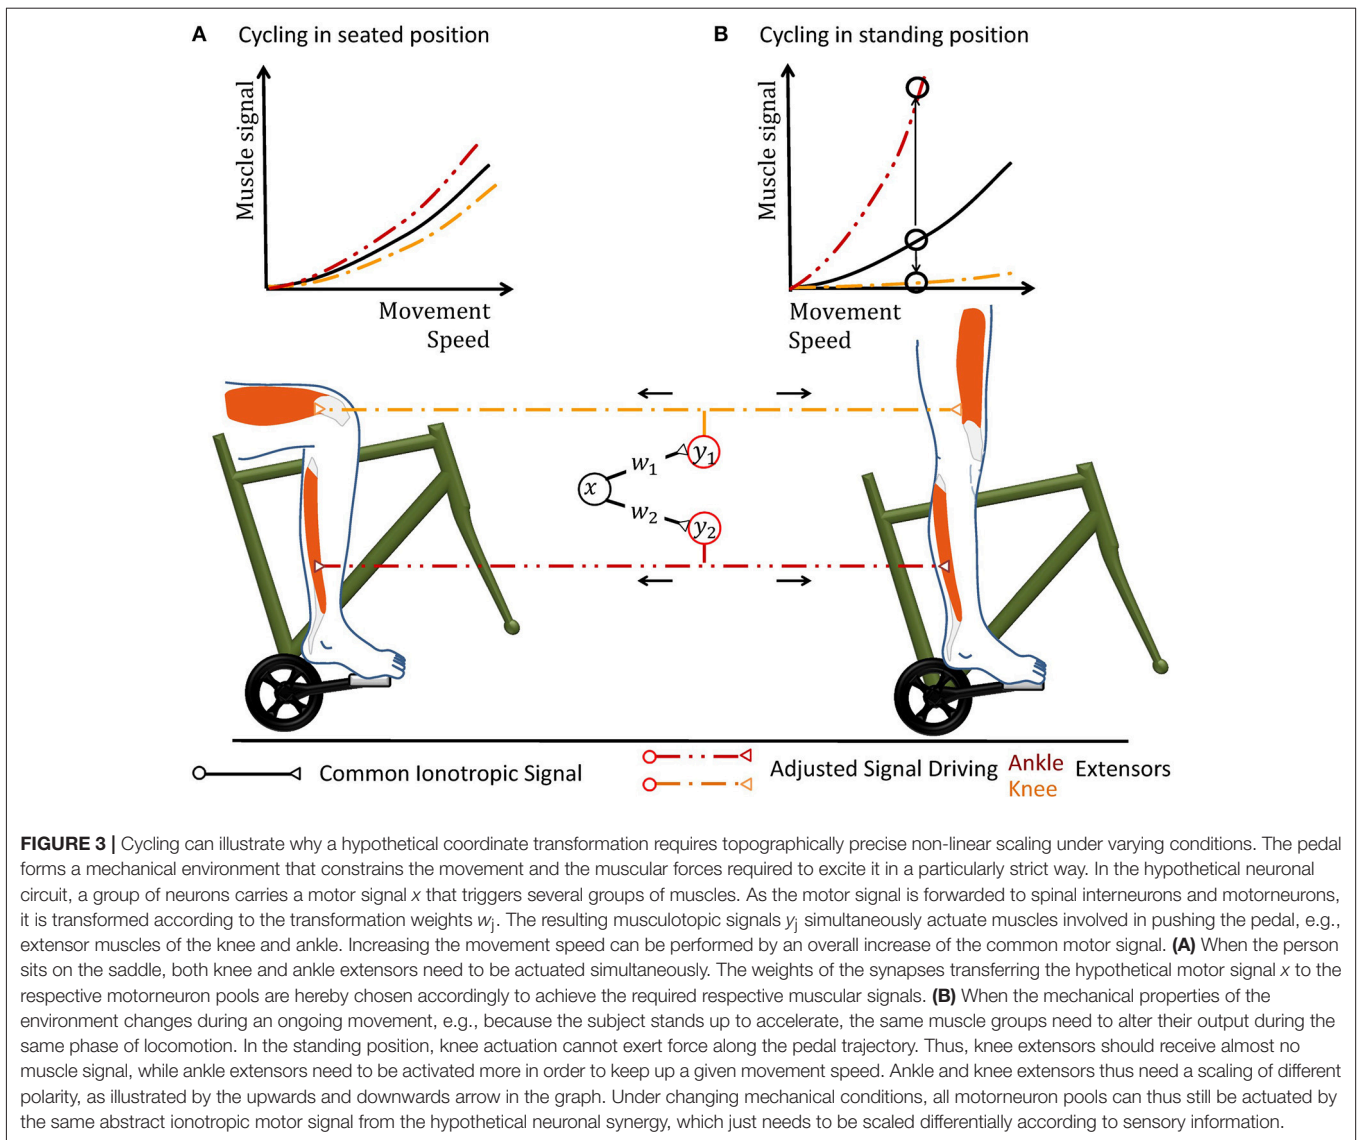 A Cycling in seated position
B Cycling in standing position
Muscle signal
Movement
Speed
Muscle signal
Movement
Speed
w1
y1
x
w2
y2
Common Ionotropic Signal
Adjusted Signal Driving Ankle Extensors
Knee
FIGURE 3 | Cycling can illustrate why a hypothetical coordinate transformation requires topographically precise non-linear scaling under varying conditions. The pedal
forms a mechanical environment that constrains the movement and the muscular forces required to excite it in a particularly strict way. In the hypothetical neuronal
circuit, a group of neurons carries a motor signal x that triggers several groups of muscles. As the motor signal is forwarded to spinal interneurons and motorneurons,
it is transformed according to the transformation weights wj. The resulting musculotopic signals yj simultaneously actuate muscles involved in pushing the pedal, e.g.,
extensor muscles of the knee and ankle. Increasing the movement speed can be performed by an overall increase of the common motor signal. (A) When the person
sits on the saddle, both knee and ankle extensors need to be actuated simultaneously. The weights of the synapses transferring the hypothetical motor signal x to the
respective motorneuron pools are hereby chosen accordingly to achieve the required respective muscular signals. (B) When the mechanical properties of the
environment changes during an ongoing movement, e.g., because the subject stands up to accelerate, the same muscle groups need to alter their output during the
same phase of locomotion. In the standing position, knee actuation cannot exert force along the pedal trajectory. Thus, knee extensors should receive almost no
muscle signal, while ankle extensors need to be activated more in order to keep up a given movement speed. Ankle and knee extensors thus need a scaling of different
polarity, as illustrated by the upwards and downwards arrow in the graph. Under changing mechanical conditions, all motorneuron pools can thus still be actuated by
the same abstract ionotropic motor signal from the hypothetical neuronal synergy, which just needs to be scaled differentially according to sensory information.